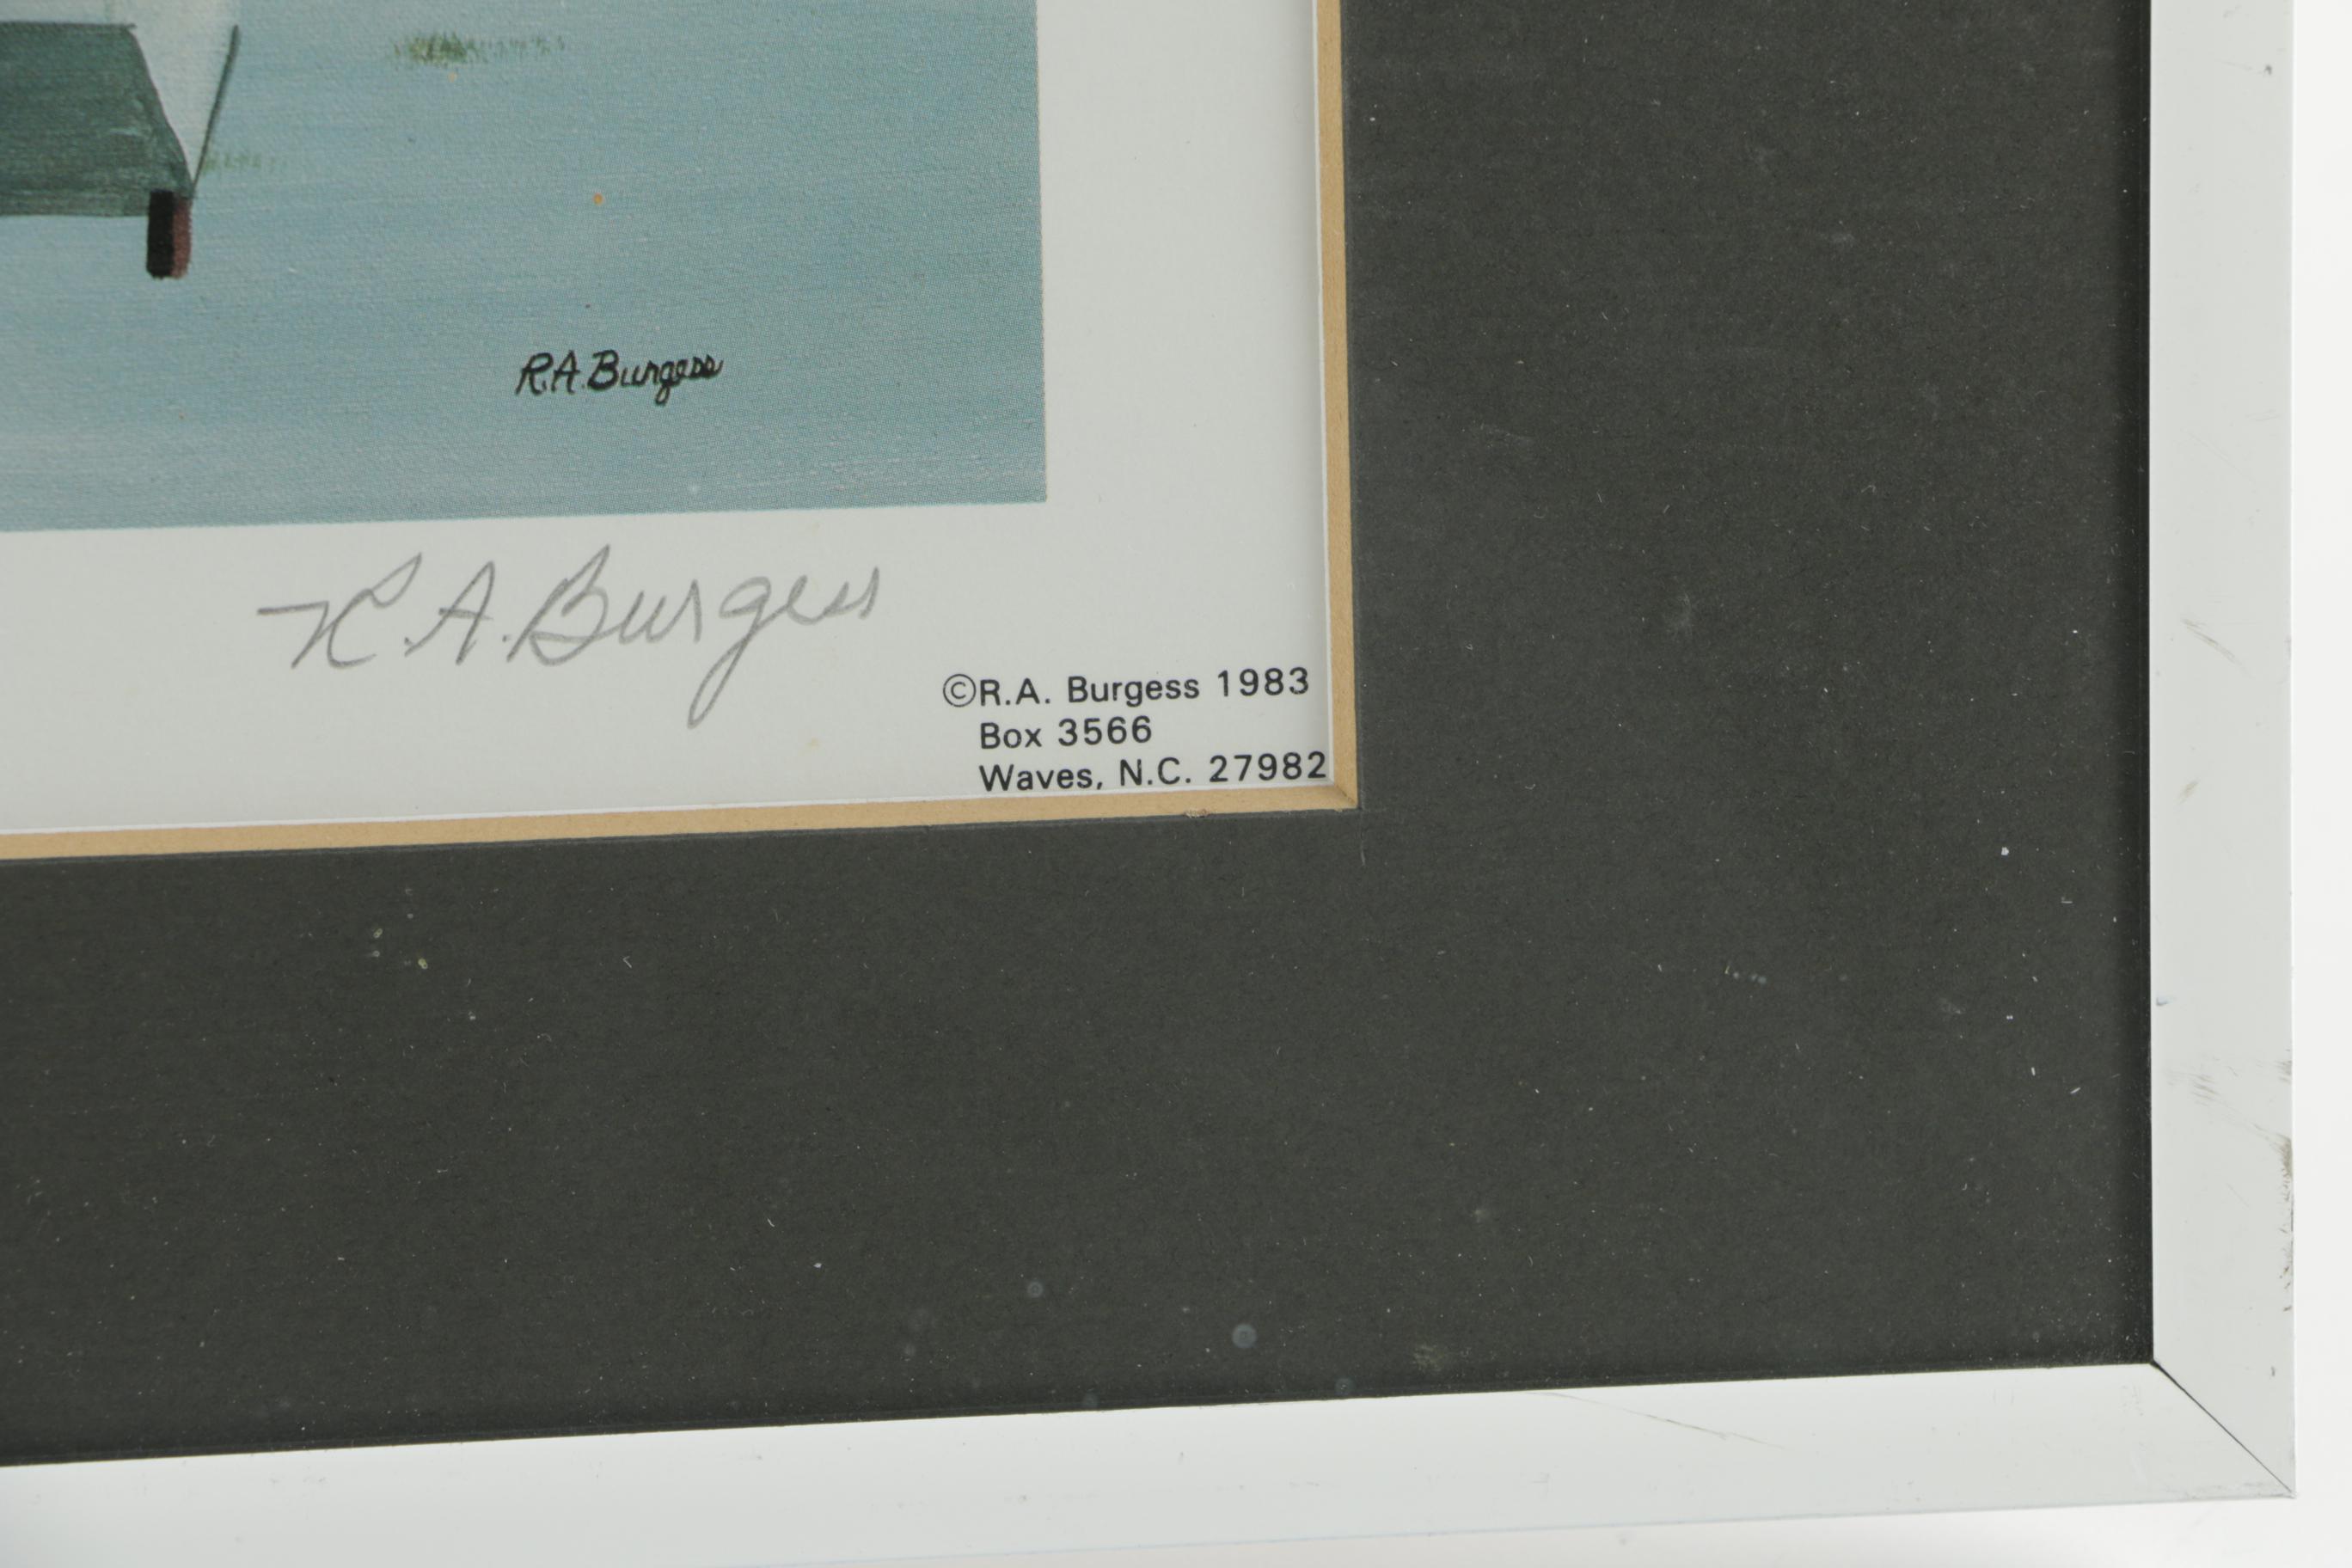 R.A. Burgess
R.A. Burgess
©R.A. Burgess 1983
Box 3566
Waves, N.C. 27982